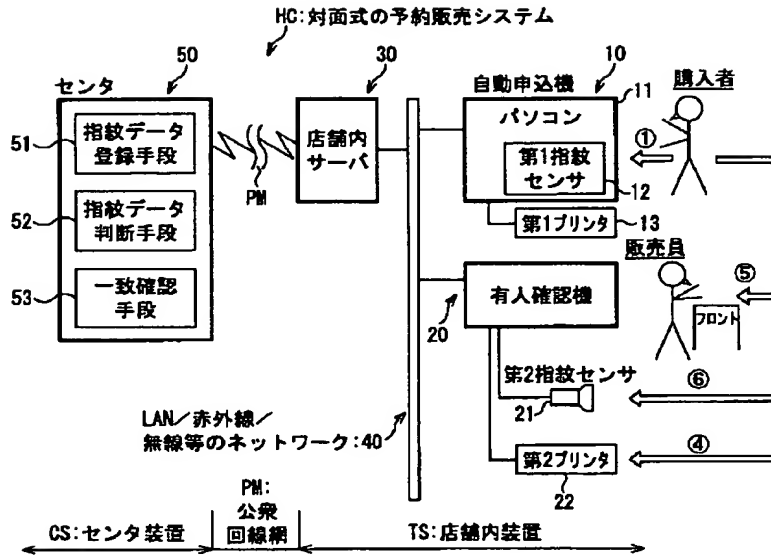 HC:対面式の予約販売システム
センタ
50
51
指紋データ
登録手段
52
指紋データ
判断手段
53
一致確認
手段
PM
30
店舗内
サーバ
自動申込機
10
11
パソコン
第1指紋
センサ
12
第1プリンタ
13
購入者
①
販売員
⑤
フロント
有人確認機
20
第2指紋センサ
21
⑥
第2プリンタ
22
④
LAN/赤外線/
無線等のネットワーク:40
CS:センタ装置
PM:
公衆
回線網
TS:店舗内装置